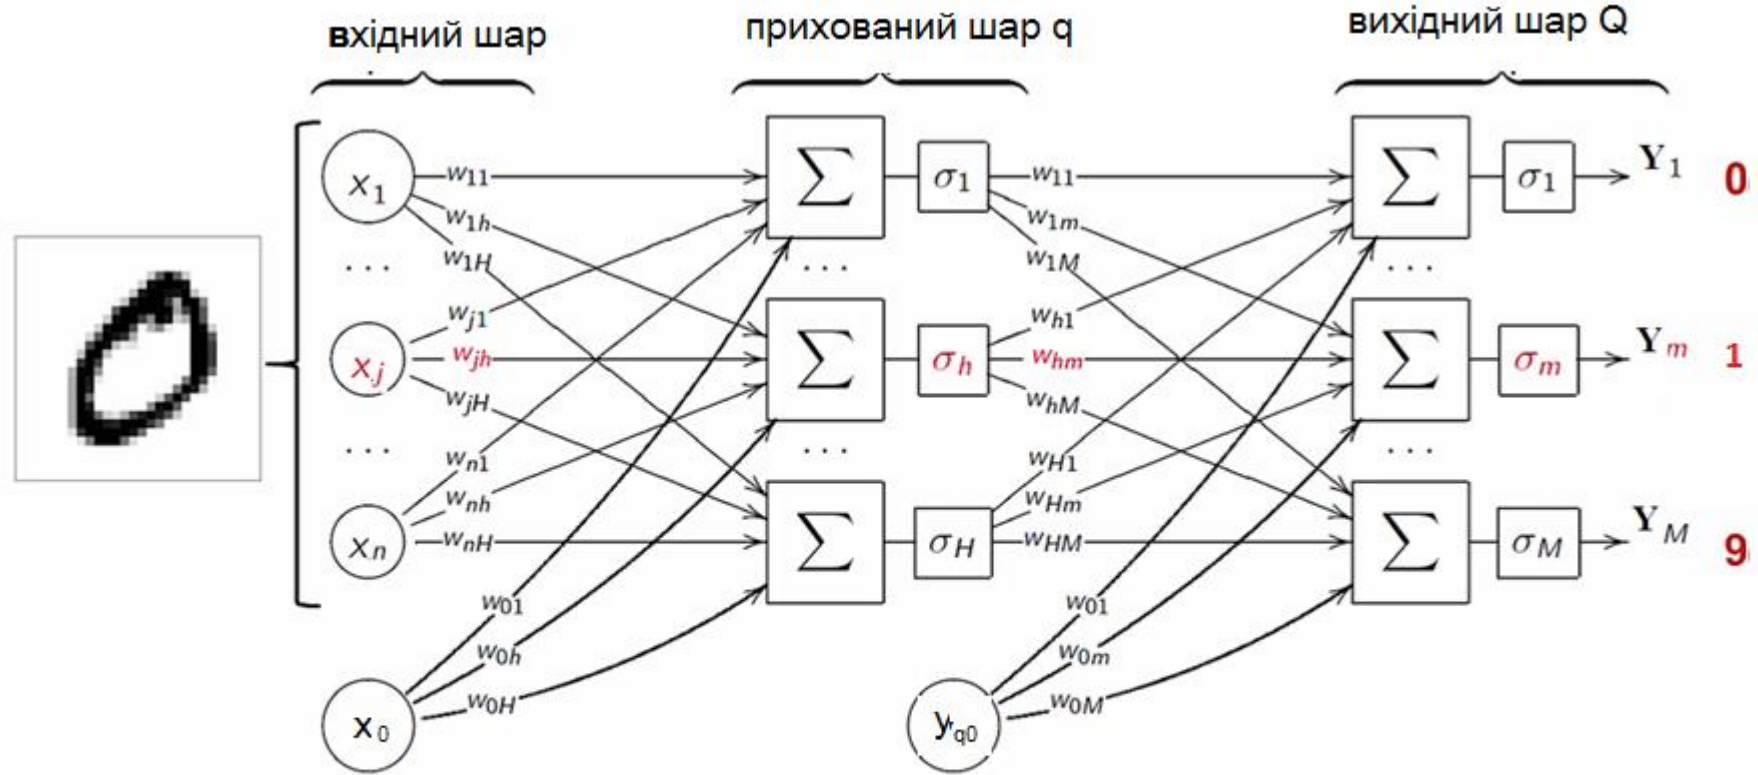 вхідний шар
прихований шар q
вихідний шар Q
x1 w11 Σ σ1 w11 Σ σ1 Y1 0
w1h w1m
w1H w1M
... ... ...
wj1 wh1
xj wjh Σ σh whm Σ σm Ym 1
wjH whM
... ... ...
wn1 wH1
wnh wHm
xn wnH Σ σH wHM Σ σM YM 9
w01 w01
w0h w0m
w0H w0M
x0 yq0